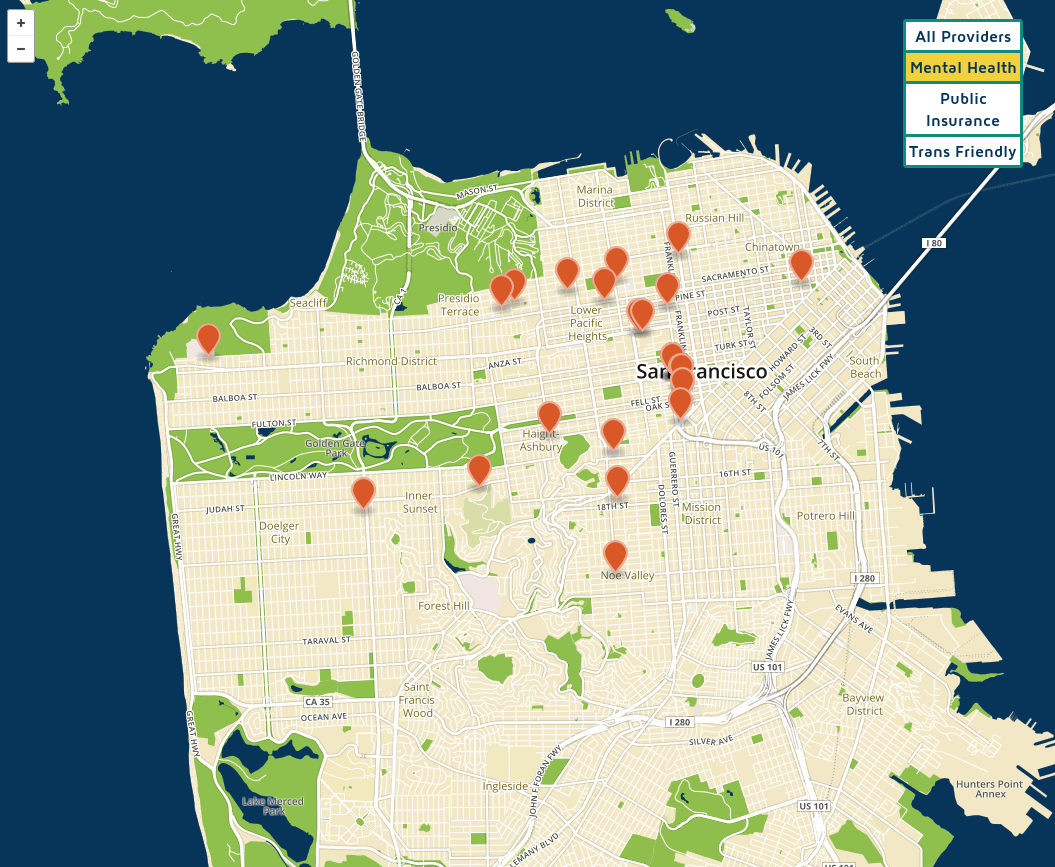 +
−
All Providers
Mental Health
Public
Insurance
Trans Friendly
GOLDEN GATE BRIDGE
MASON ST
Marina
District
Presidio
Russian Hill
Chinatown
I 80
CA 1
Seacliff
Presidio
Terrace
Lower
Pacific
Heights
SACRAMENTO ST
PINE ST
POST ST
TAYLOR S
TURK ST
FRANKLIN
HOWARD ST
3RD ST
FOLSOM ST
JAMES LICK FWY
8TH ST
South
Beach
Richmond District
ANZA ST
BALBOA ST
BALBOA ST
San Francisco
FELL ST
OAK S
FULTON ST
Golden Gate
Park
Haight-
Ashbury
US 101
7TH ST
LINCOLN WAY
16TH ST
GUERRERO ST
DOLORES ST
18TH ST
Mission
District
Inner
Sunset
JUDAH ST
Doelger
City
GREAT HWY
Potrero Hill
Noe Valley
I 280
Forest Hill
JAMES LICK FWY
EVANS AVE
TARAVAL ST
US 101
Saint
Francis
Wood
CA 35
OCEAN AVE
GREAT HWY
I 280
SILVER AVE
Bayview
District
JOHN F FORAN FWY
Ingleside
Hunters Point
Annex
Lake Merced
Park
US 101
LEMANY BLVD
US 101